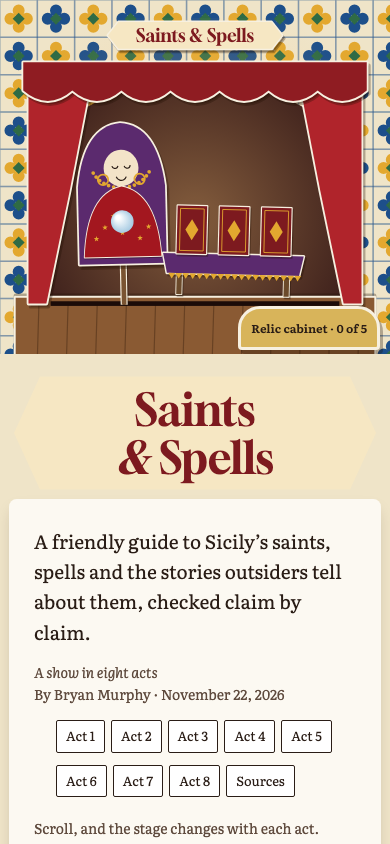 Saints & Spells
Relic cabinet · 0 of 5
Saints
& Spells
A friendly guide to Sicily’s saints,
spells and the stories outsiders tell
about them, checked claim by
claim.
A show in eight acts
By Bryan Murphy · November 22, 2026
Act 1 Act 2 Act 3 Act 4 Act 5
Act 6 Act 7 Act 8 Sources
Scroll, and the stage changes with each act.